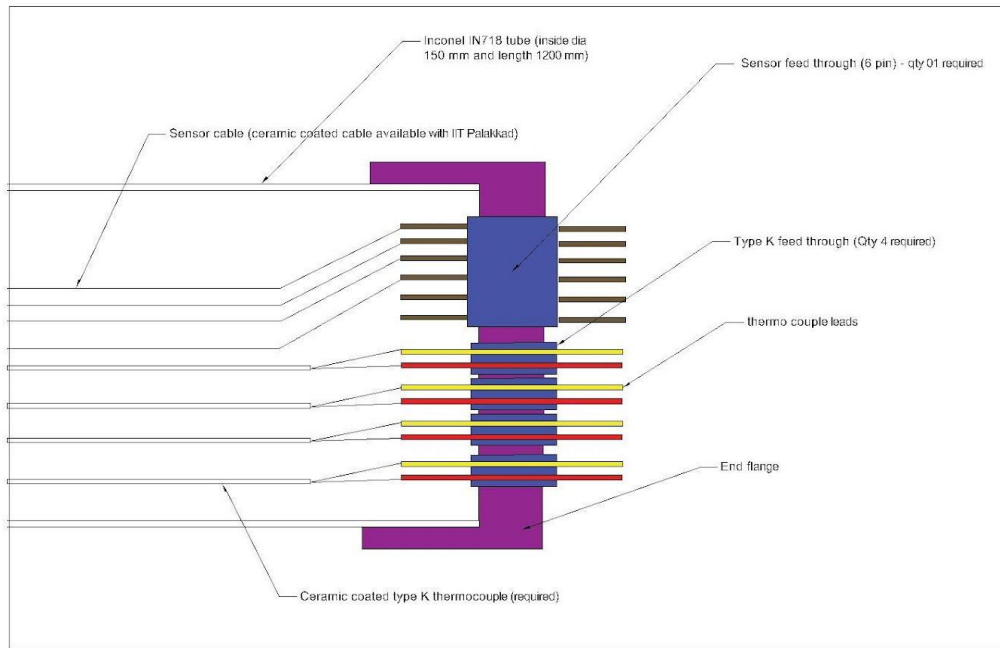 Inconel IN718 tube (inside dia
150 mm and length 1200 mm)
Sensor feed through (6 pin) - qty 01 required
Sensor cable (ceramic coated cable available with IIT Palakkad)
Type K feed through (Qty 4 required)
thermo couple leads
End flange
Ceramic coated type K thermocouple (required)